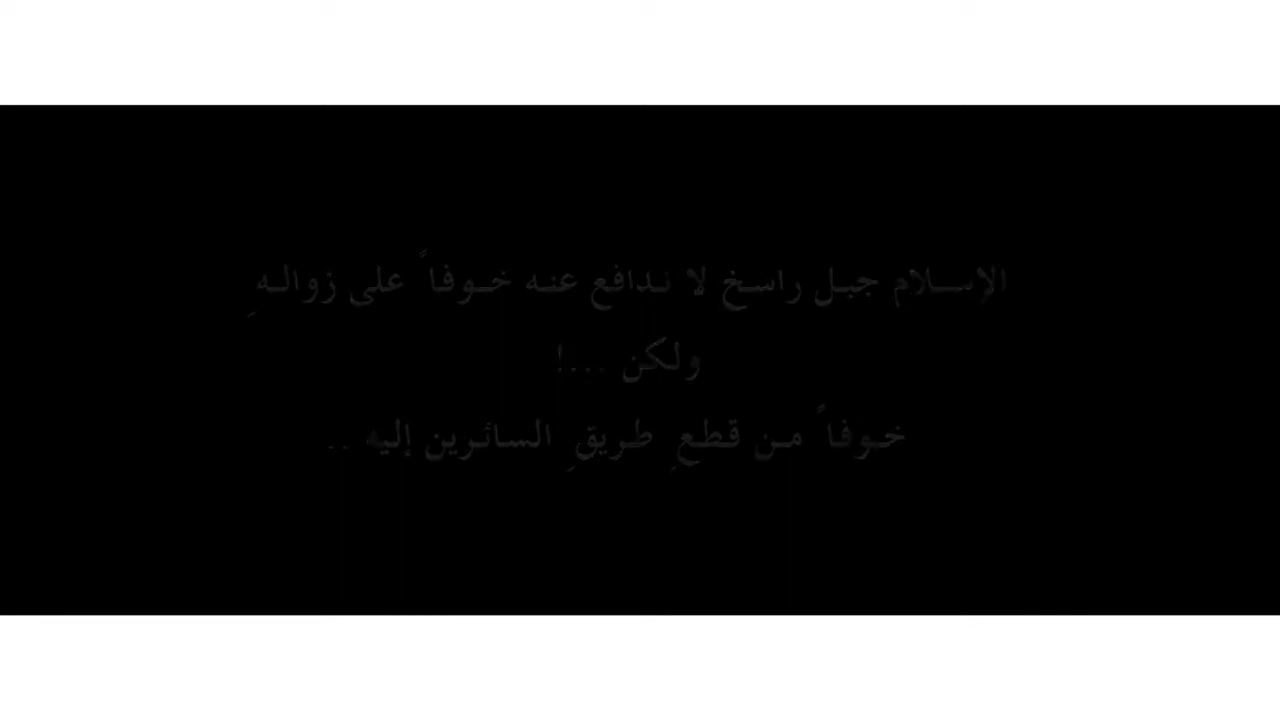 الإسلام جبل راسخ لا ندافع عنه خوفاً على زوالهِ
ولكن ...!
خوفاً من قطعِ طريقِ السائرين إليه ..